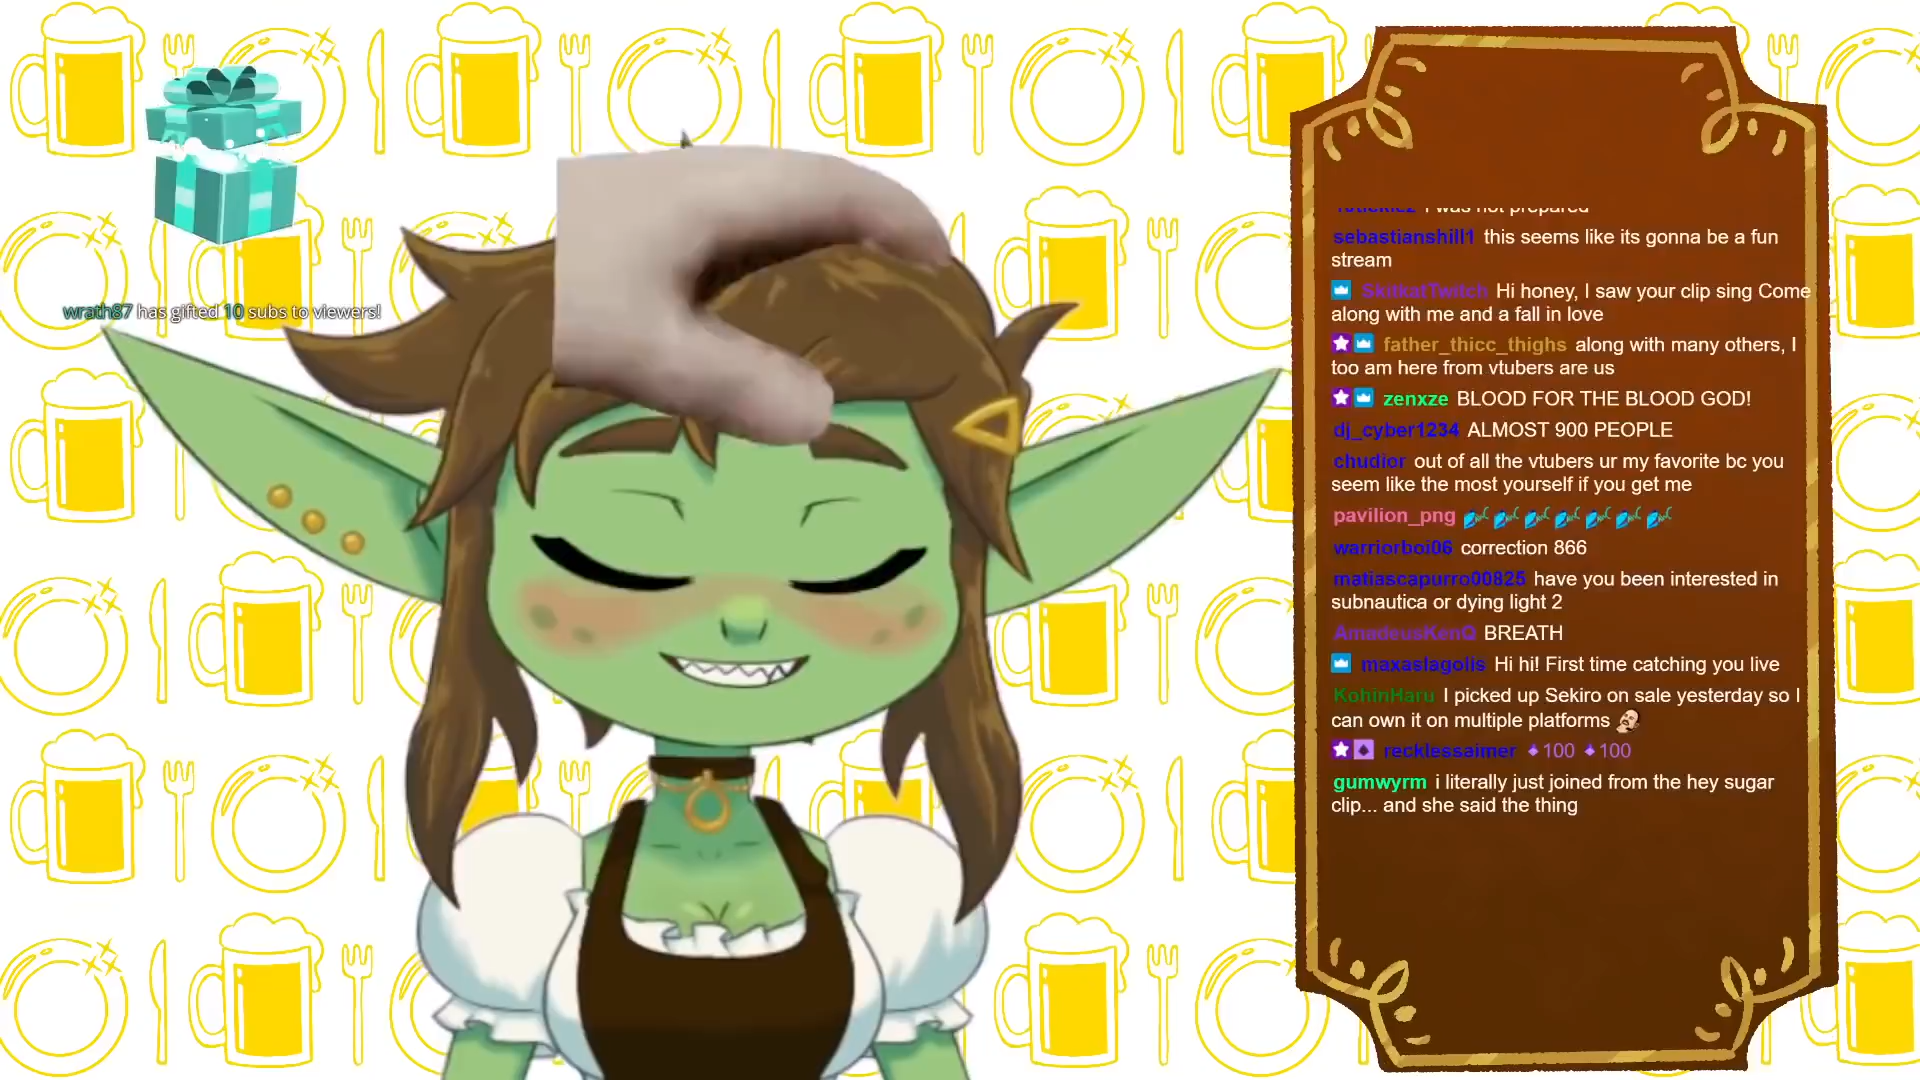 wrath87 has gifted 10 subs to viewers!
I was not prepared
sebastianshill1 this seems like its gonna be a fun
stream
SkitkatTwitch Hi honey, I saw your clip sing Come
along with me and a fall in love
father_thicc_thighs along with many others, I
too am here from vtubers are us
zenxze BLOOD FOR THE BLOOD GOD!
dj_cyber1234 ALMOST 900 PEOPLE
chudior out of all the vtubers ur my favorite bc you
seem like the most yourself if you get me
pavilion_png
warriorboi06 correction 866
matiascapurro00825 have you been interested in
subnautica or dying light 2
AmadeusKenQ BREATH
maxaslagolis Hi hi! First time catching you live
KohinHaru I picked up Sekiro on sale yesterday so I
can own it on multiple platforms
recklessaimer 100 100
gumwyrm i literally just joined from the hey sugar
clip... and she said the thing